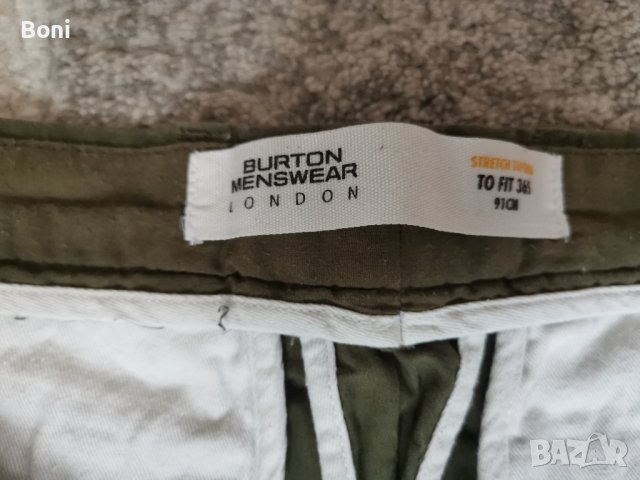 Boni
BURTON
MENSWEAR
LONDON
STRETCH
TO FIT 36S
91CM
BAZAR